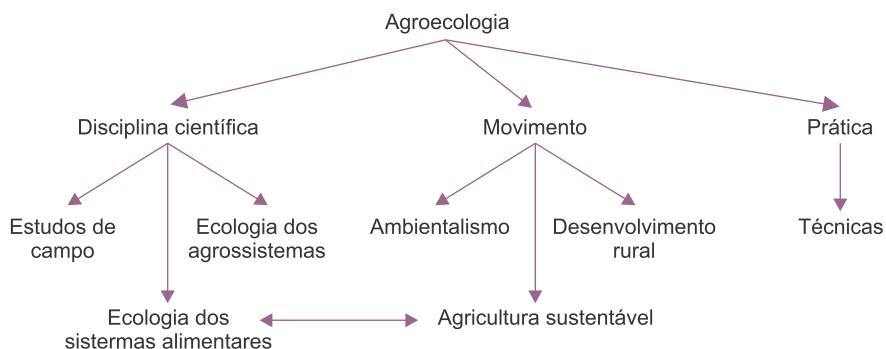 Agroecologia
Disciplina científica
Movimento
Prática
Estudos de
campo
Ecologia dos
agrossistemas
Ambientalismo
Desenvolvimento
rural
Técnicas
Ecologia dos
sistermas alimentares
Agricultura sustentável